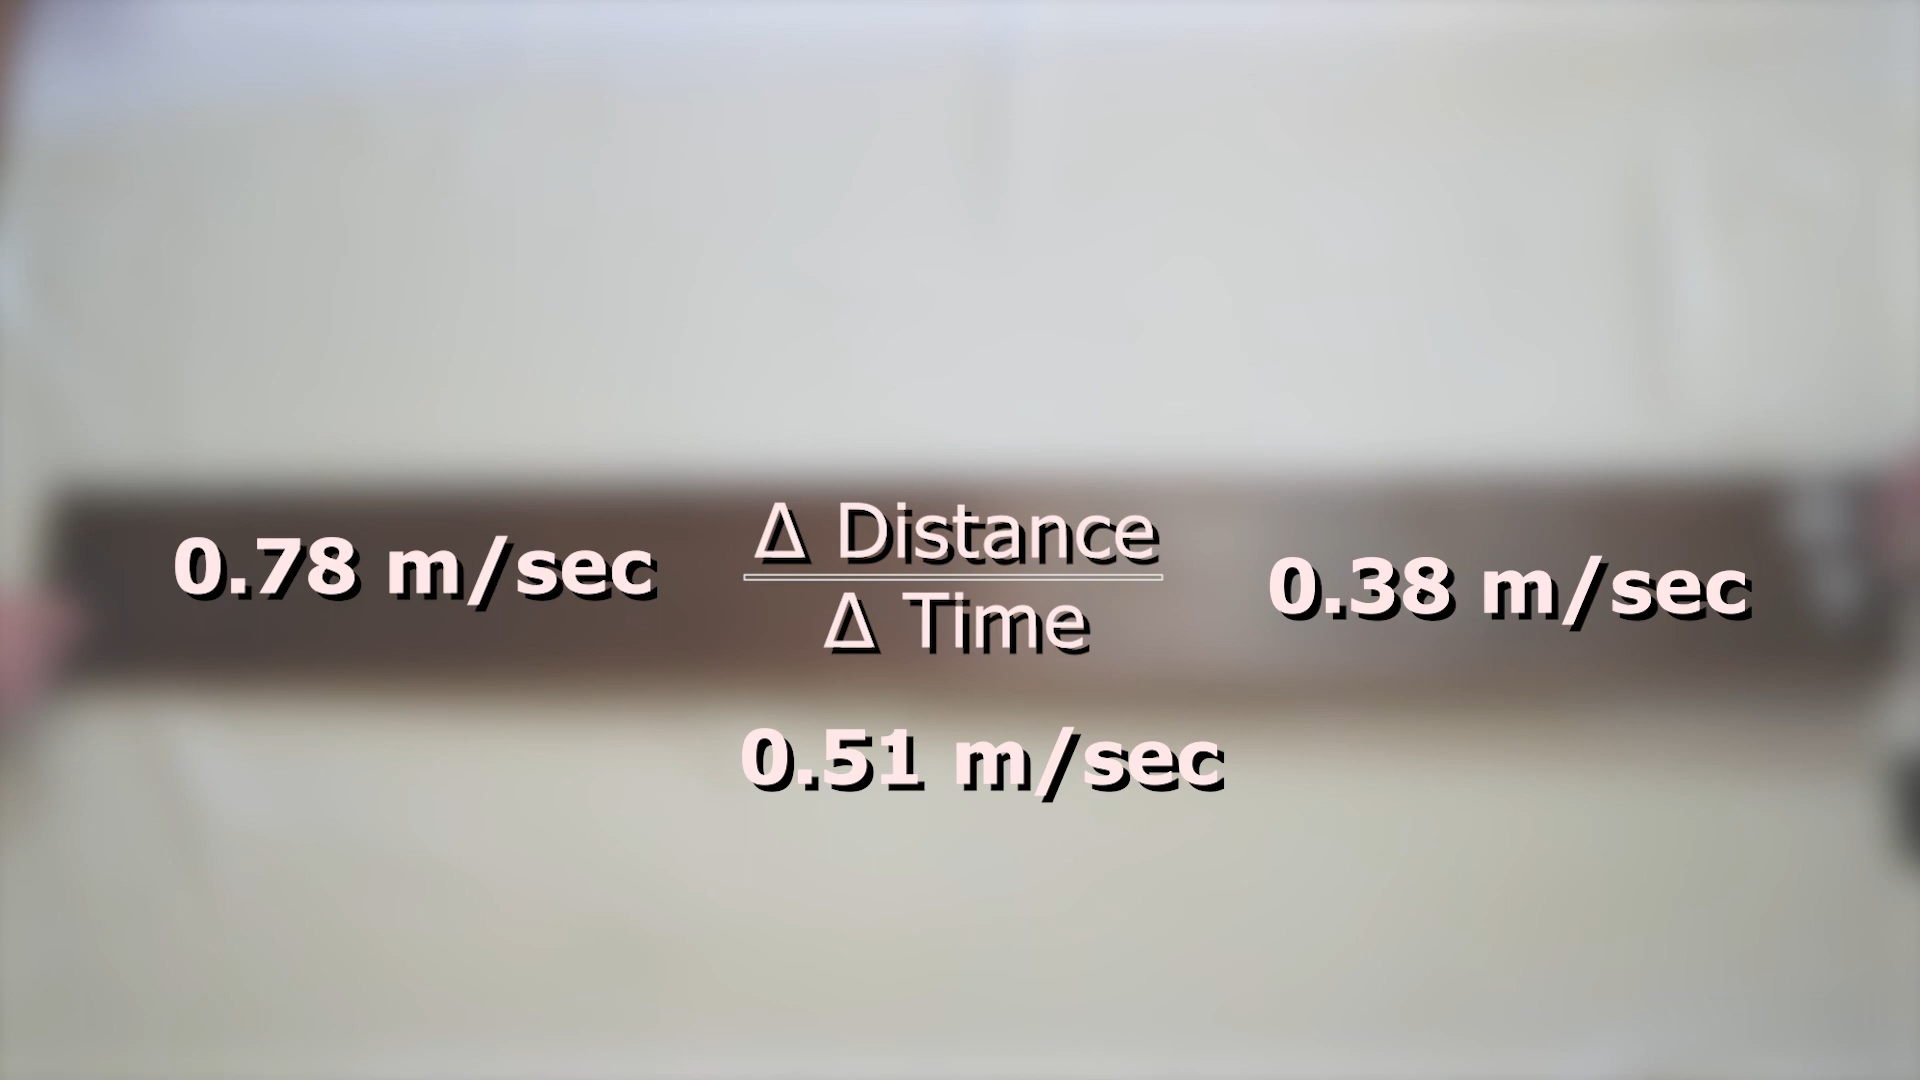 0.78 m/sec
Δ Distance
Δ Time
0.38 m/sec
0.51 m/sec